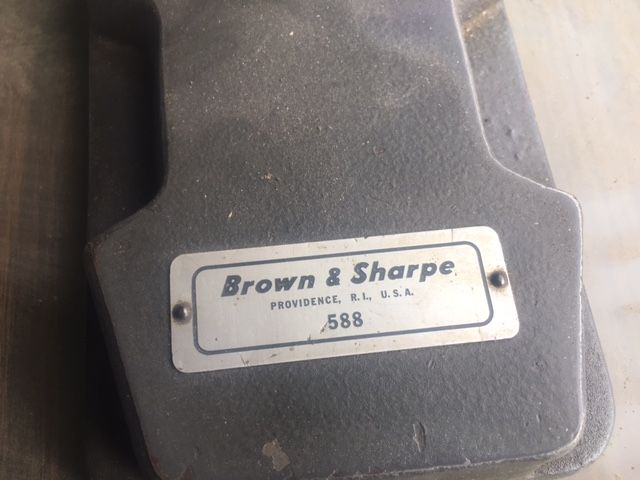 Brown & Sharpe
PROVIDENCE, R.I., U.S.A.
588